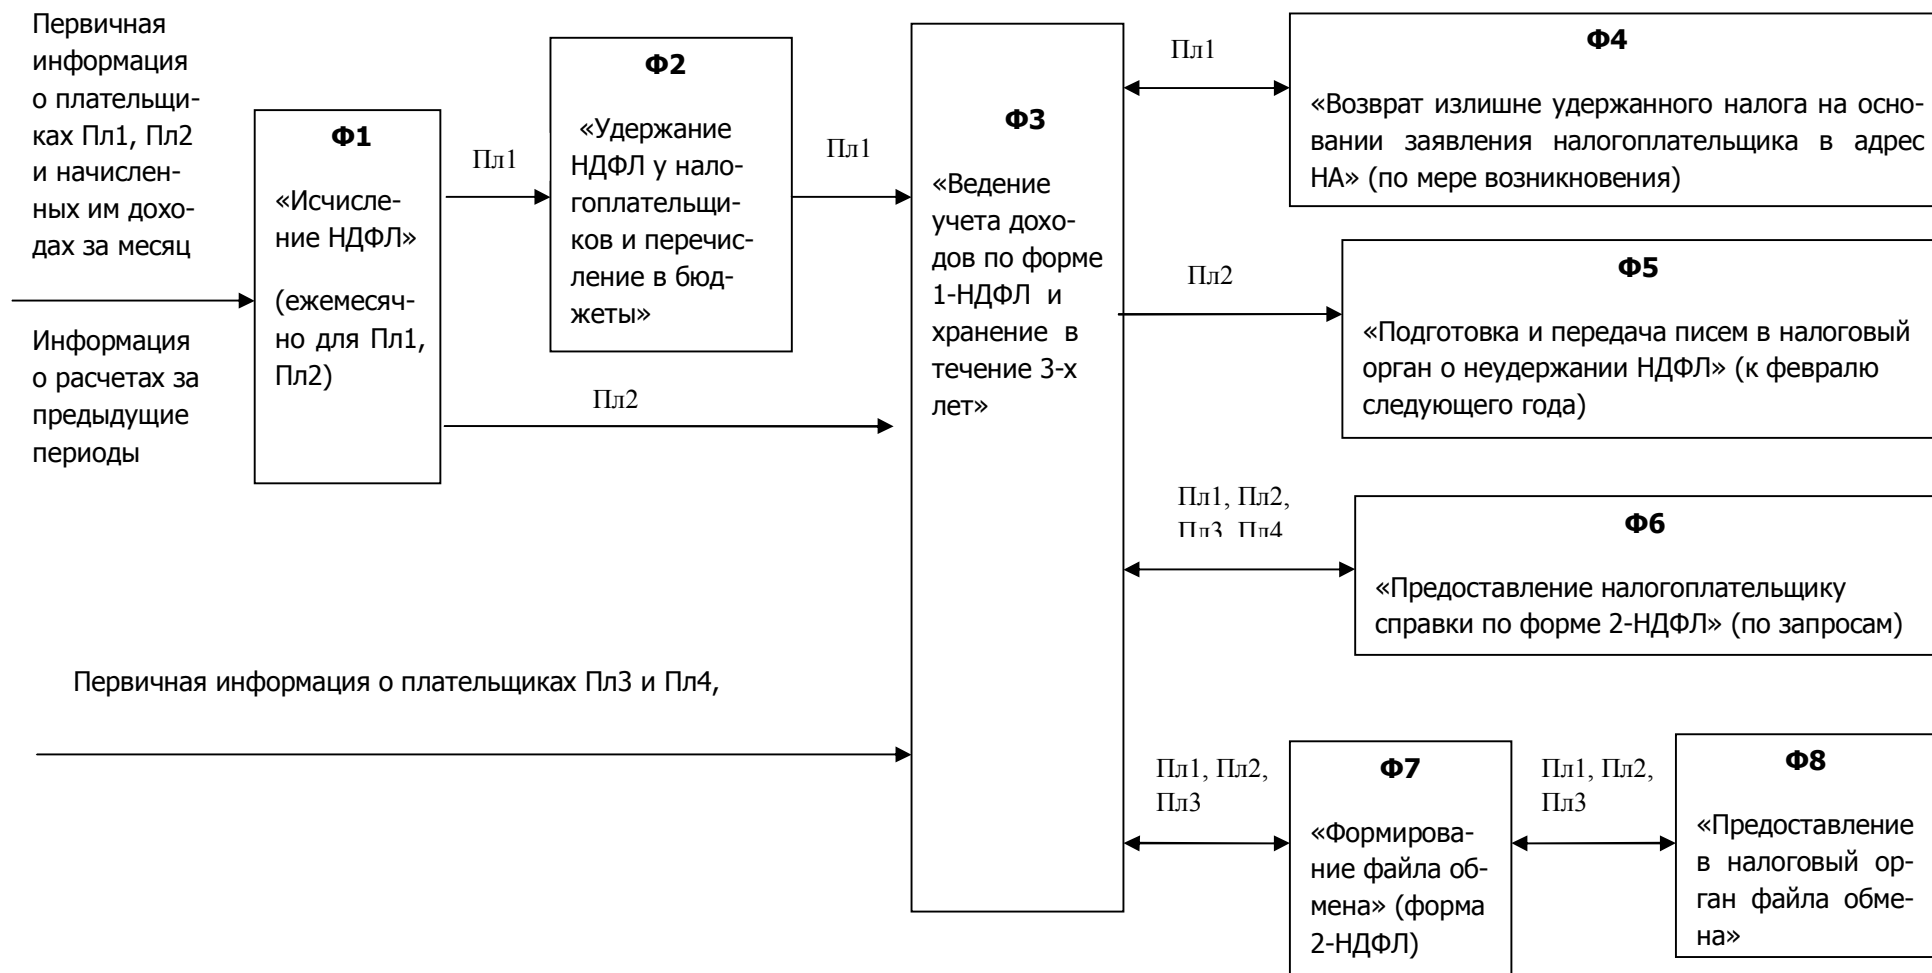 Первичная
информация
о плательщи-
ках Пл1, Пл2
и начислен-
ных им дохо-
дах за месяц
Информация
о расчетах за
предыдущие
периоды
Ф1
«Исчисле-
ние НДФЛ»
(ежемесяч-
но для Пл1,
Пл2)
Пл1
Ф2
«Удержание
НДФЛ у нало-
гоплательщи-
ков и перечис-
ление в бюд-
жеты»
Пл1
Пл2
Ф3
«Ведение
учета дохо-
дов по форме
1-НДФЛ и
хранение в
течение 3-х
лет»
Первичная информация о плательщиках Пл3 и Пл4,
Пл1
Ф4
«Возврат излишне удержанного налога на осно-
вании заявления налогоплательщика в адрес
НА» (по мере возникновения)
Пл2
Ф5
«Подготовка и передача писем в налоговый
орган о неудержании НДФЛ» (к февралю
следующего года)
Пл1, Пл2,
Пл3, Пл4
Ф6
«Предоставление налогоплательщику
справки по форме 2-НДФЛ» (по запросам)
Пл1, Пл2,
Пл3
Ф7
«Формирова-
ние файла об-
мена» (форма
2-НДФЛ)
Пл1, Пл2,
Пл3
Ф8
«Предоставление
в налоговый ор-
ган файла обме-
на»